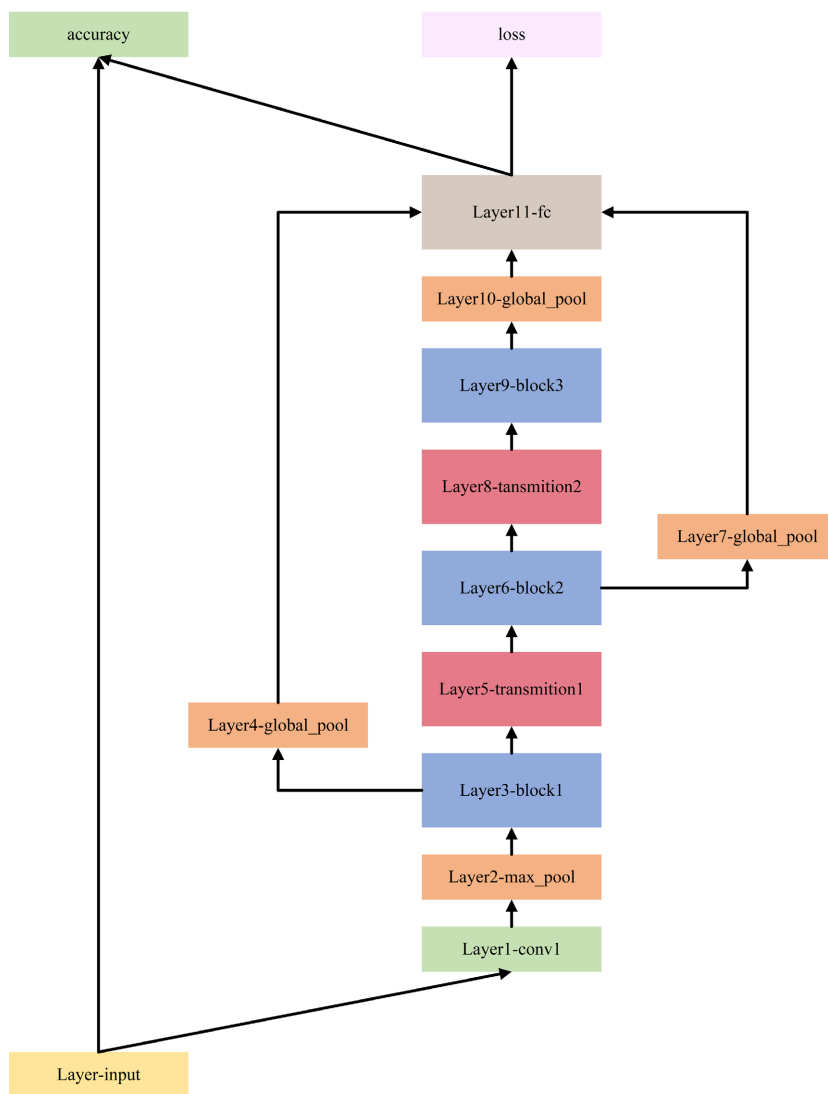 accuracy
loss
Layer11-fc
Layer10-global_pool
Layer9-block3
Layer8-tansmition2
Layer7-global_pool
Layer6-block2
Layer5-transmition1
Layer4-global_pool
Layer3-block1
Layer2-max_pool
Layer1-conv1
Layer-input